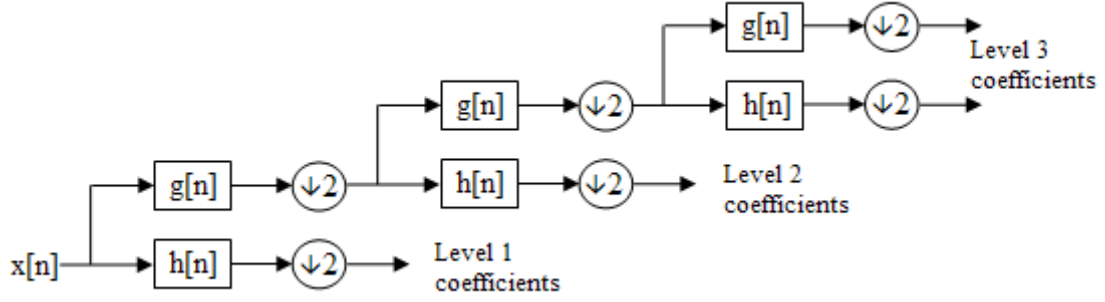 g[n] ↓2
Level 3
coefficients
g[n] ↓2 h[n] ↓2
g[n] ↓2 h[n] ↓2
Level 2
coefficients
x[n] h[n] ↓2
Level 1
coefficients